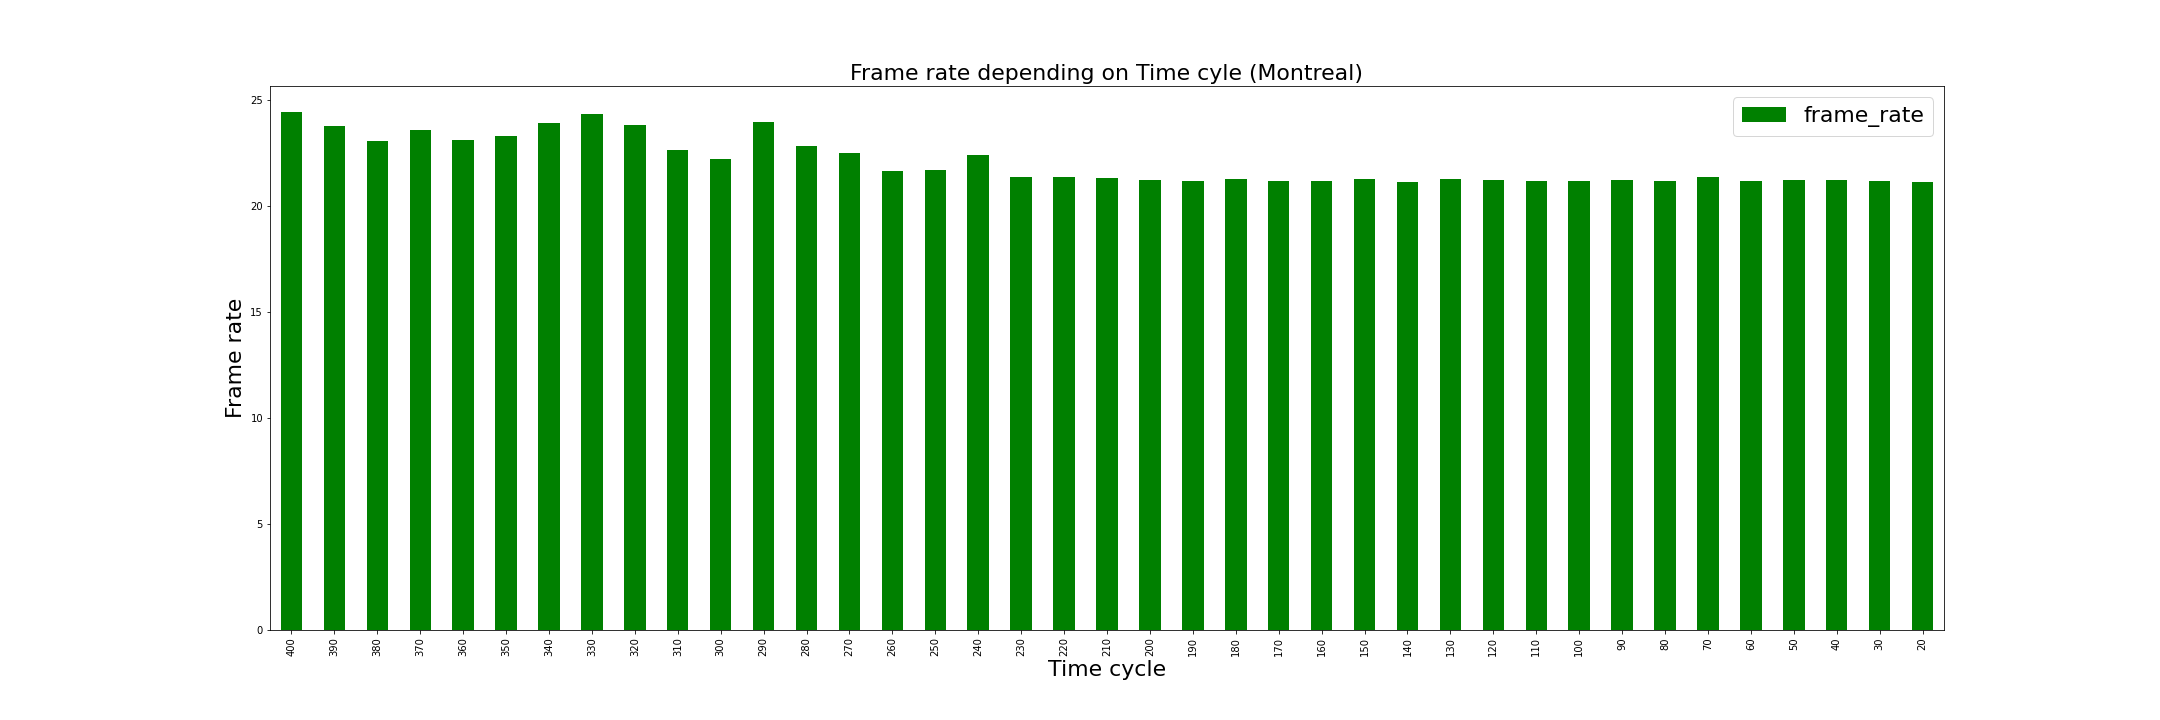 Frame rate depending on Time cyle (Montreal)
frame_rate
25
20
15
10
5
0
Frame rate
400 390 380 370 360 350 340 330 320 310 300 290 280 270 260 250 240 230 220 210 200 190 180 170 160 150 140 130 120 110 100 90 80 70 60 50 40 30 20
Time cycle